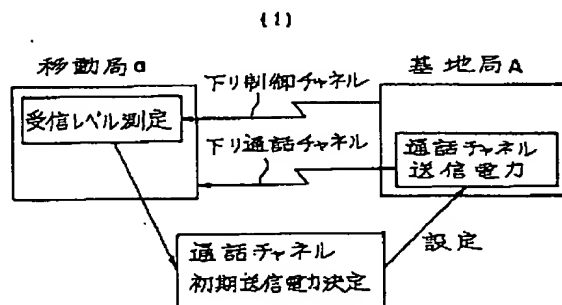 (1)
移動局a
基地局A
下り制御チャネル
受信レベル測定
下り通話チャネル
通話チャネル
送信電力
設定
通話チャネル
初期送信電力決定